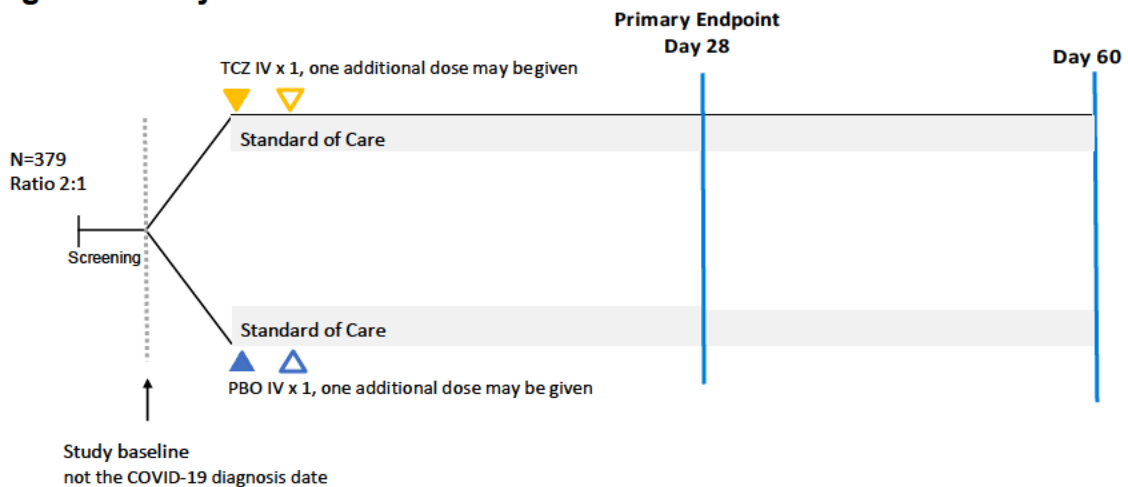 Primary Endpoint
Day 28
Day 60
TCZ IV x 1, one additional dose may begiven
Standard of Care
N=379
Ratio 2:1
Screening
Standard of Care
PBO IV x 1, one additional dose may be given
Study baseline
not the COVID-19 diagnosis date